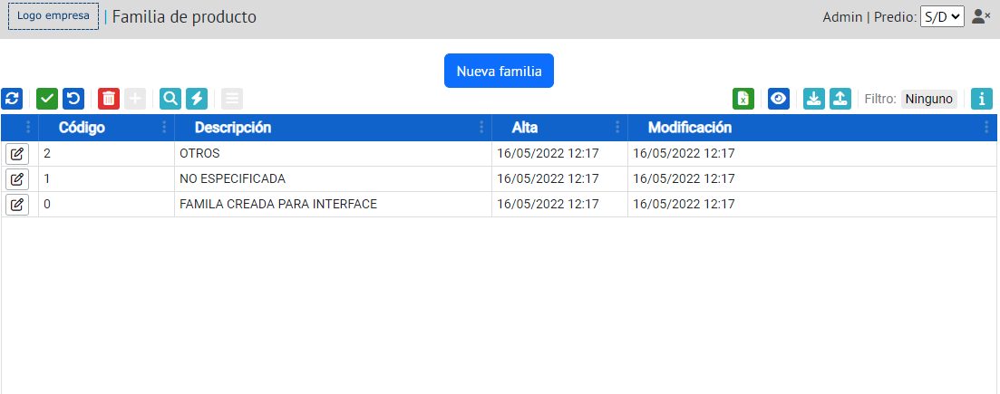 Logo empresa | Familia de producto
Admin | Predio: S/D
Nueva familia
Filtro: Ninguno
Código Descripción Alta Modificación
2 OTROS 16/05/2022 12:17 16/05/2022 12:17
1 NO ESPECIFICADA 16/05/2022 12:17 16/05/2022 12:17
0 FAMILA CREADA PARA INTERFACE 16/05/2022 12:17 16/05/2022 12:17